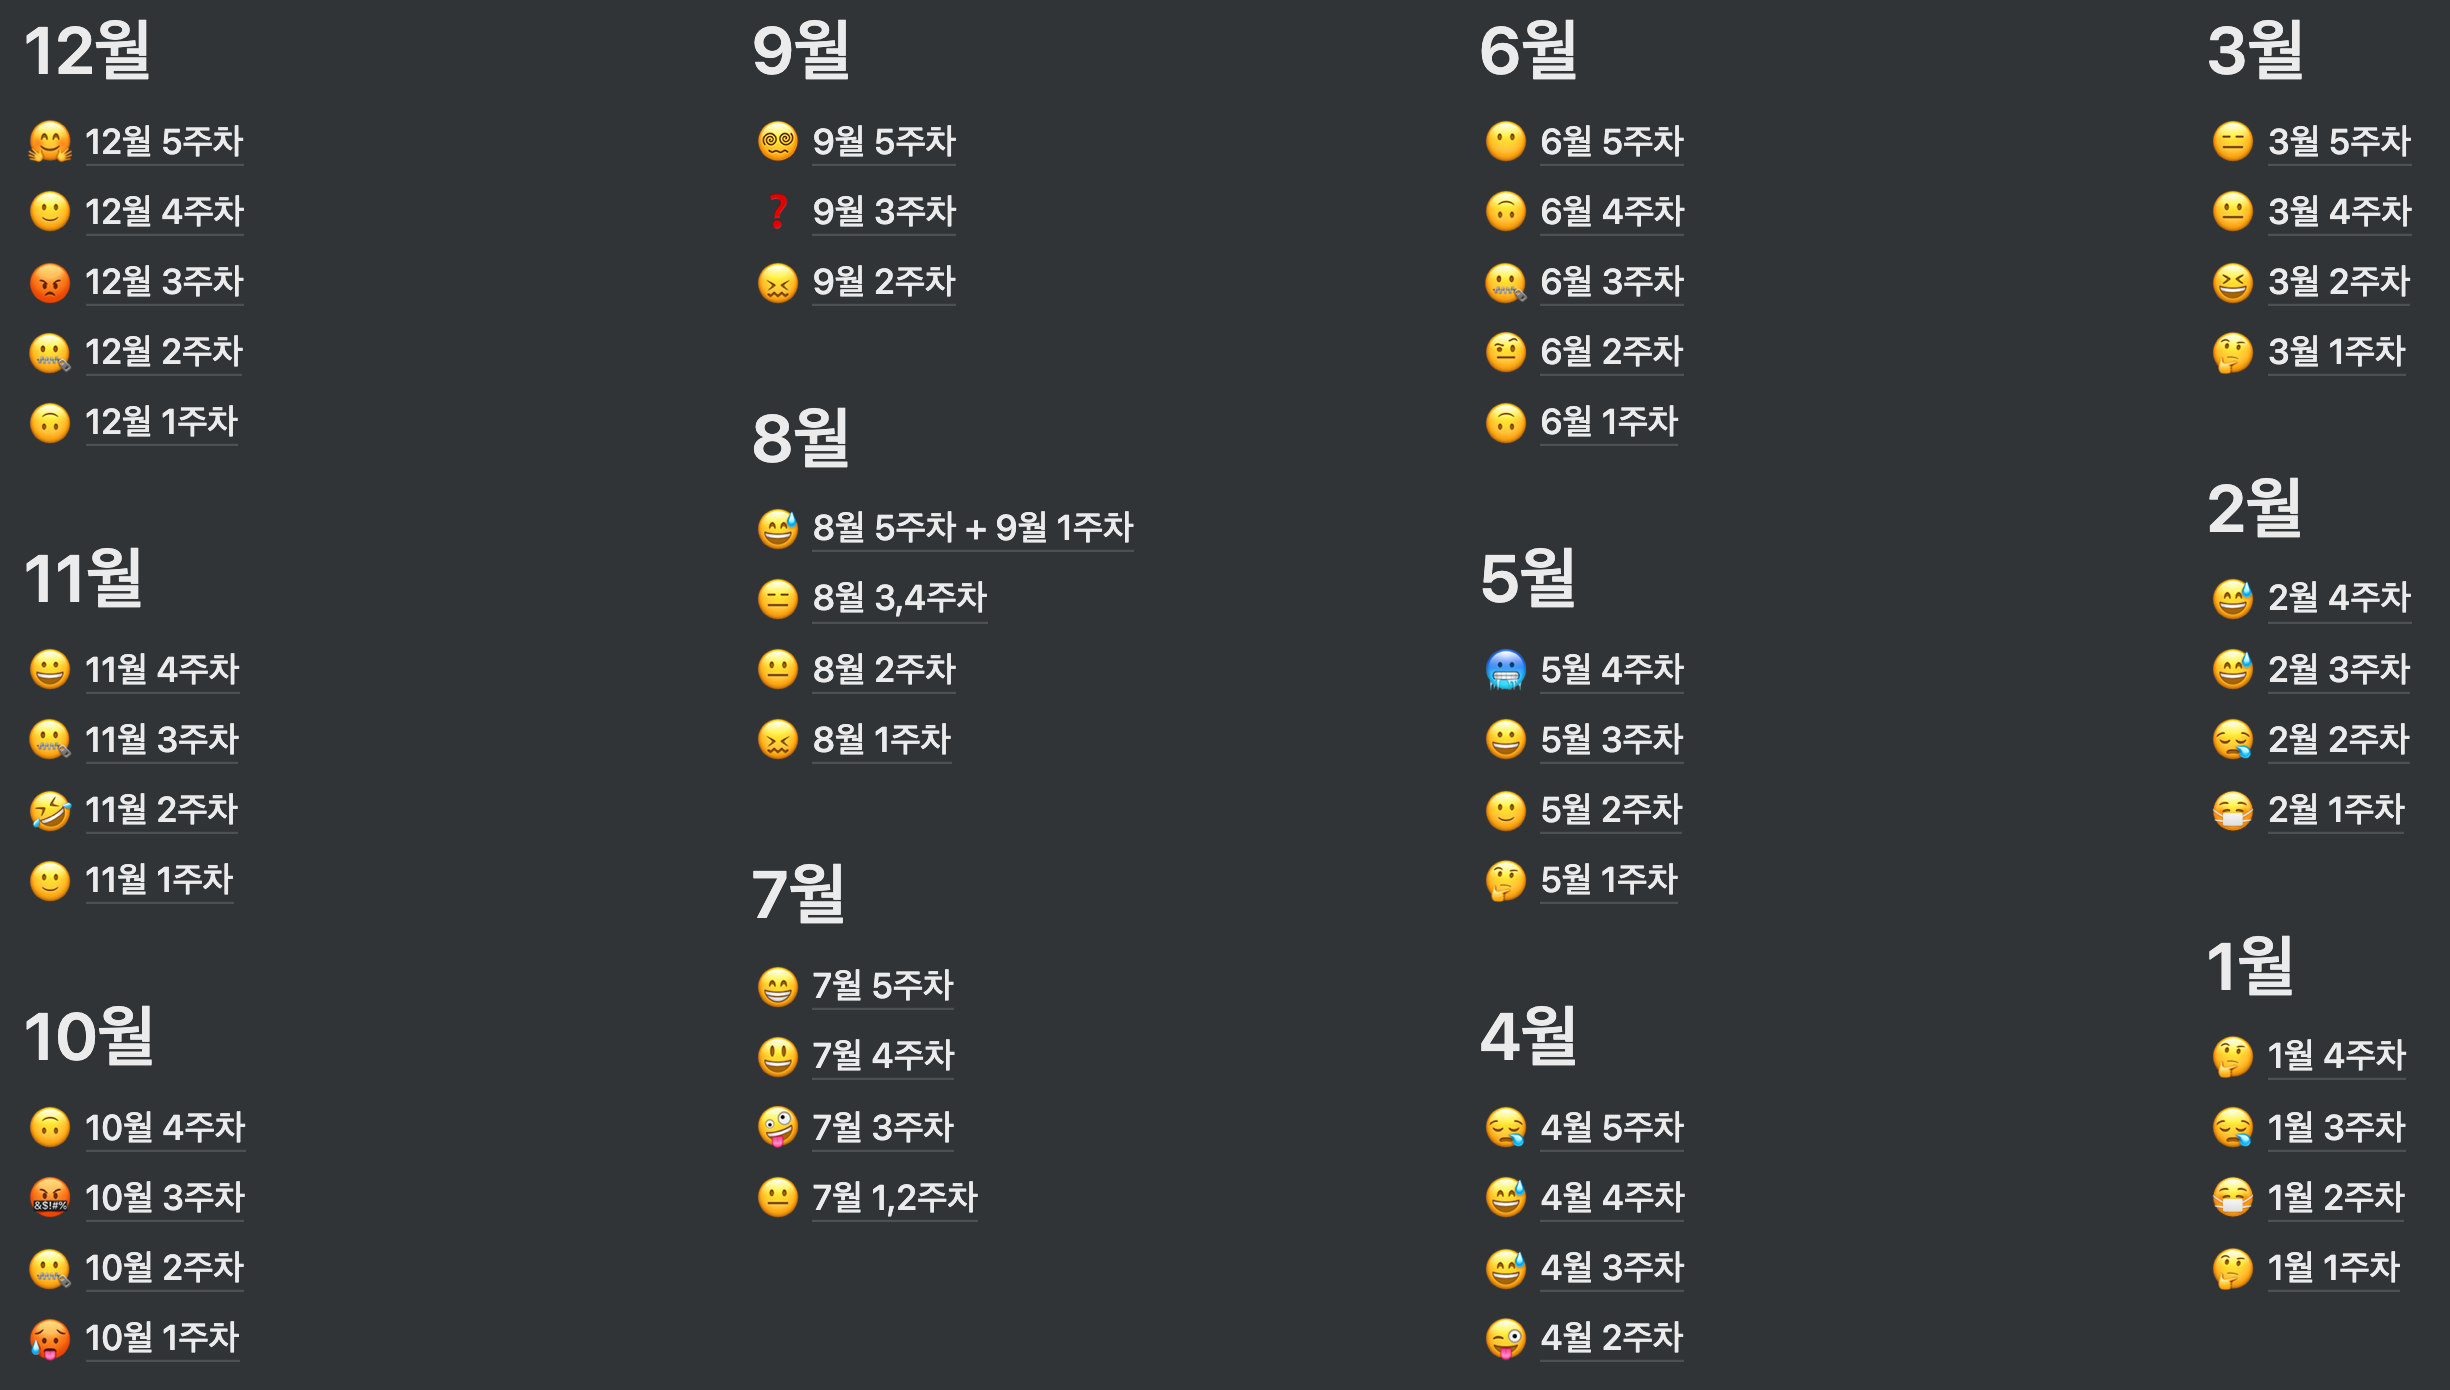 12월
🤗 12월 5주차
🙂 12월 4주차
😡 12월 3주차
🤐 12월 2주차
🙃 12월 1주차
11월
😀 11월 4주차
🤐 11월 3주차
🤣 11월 2주차
🙂 11월 1주차
10월
🙃 10월 4주차
🤬 10월 3주차
🤐 10월 2주차
🥵 10월 1주차
9월
😵‍💫 9월 5주차
❓ 9월 3주차
😖 9월 2주차
8월
😅 8월 5주차 + 9월 1주차
😑 8월 3,4주차
😐 8월 2주차
😖 8월 1주차
7월
😁 7월 5주차
😃 7월 4주차
🤪 7월 3주차
😐 7월 1,2주차
6월
😶 6월 5주차
🙃 6월 4주차
🤐 6월 3주차
🤨 6월 2주차
🙃 6월 1주차
5월
🥶 5월 4주차
😀 5월 3주차
🙂 5월 2주차
🤔 5월 1주차
4월
😪 4월 5주차
😅 4월 4주차
😅 4월 3주차
😜 4월 2주차
3월
😑 3월 5주차
😐 3월 4주차
😆 3월 2주차
🤔 3월 1주차
2월
😅 2월 4주차
😅 2월 3주차
😪 2월 2주차
😷 2월 1주차
1월
🤔 1월 4주차
😪 1월 3주차
😷 1월 2주차
🤔 1월 1주차